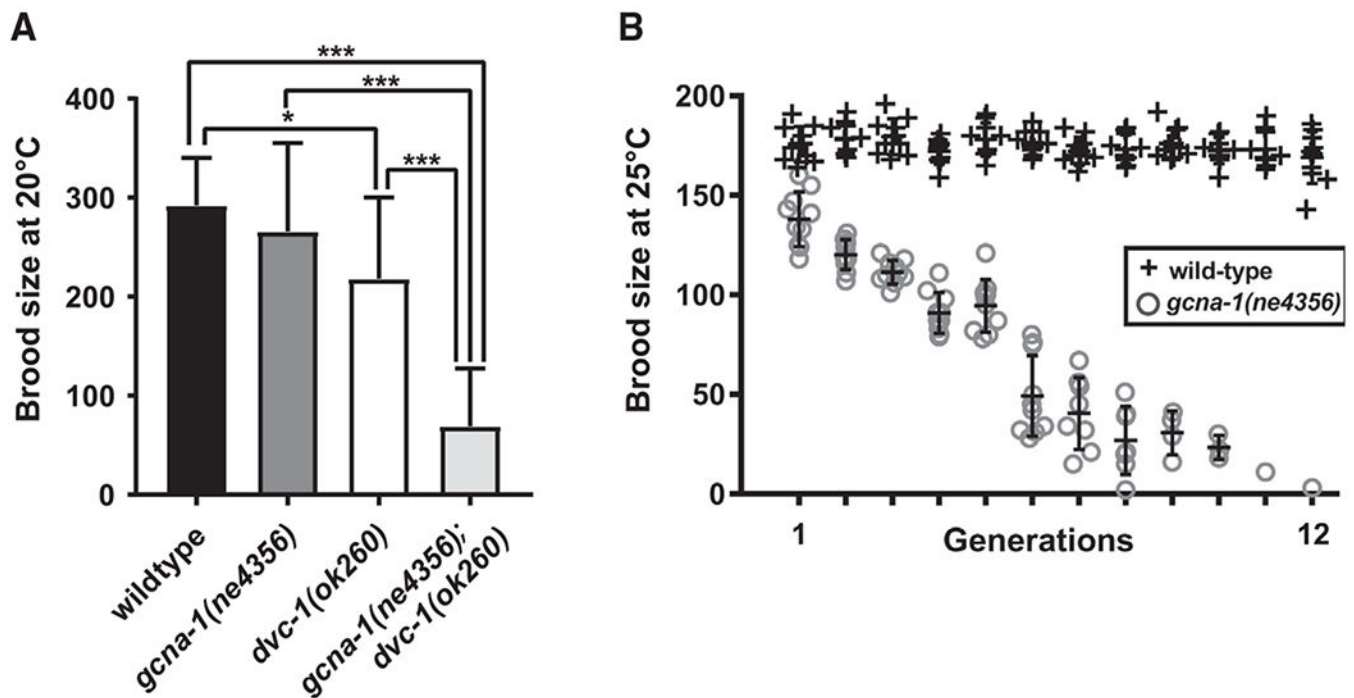 A
***
***
*
***
Brood size at 20°C
400
300
200
100
0
wildtype
gcna-1(ne4356)
dvc-1(ok260)
gcna-1(ne4356);
dvc-1(ok260)
B
Brood size at 25°C
200
150
100
50
0
wild-type
gcna-1(ne4356)
1
Generations
12